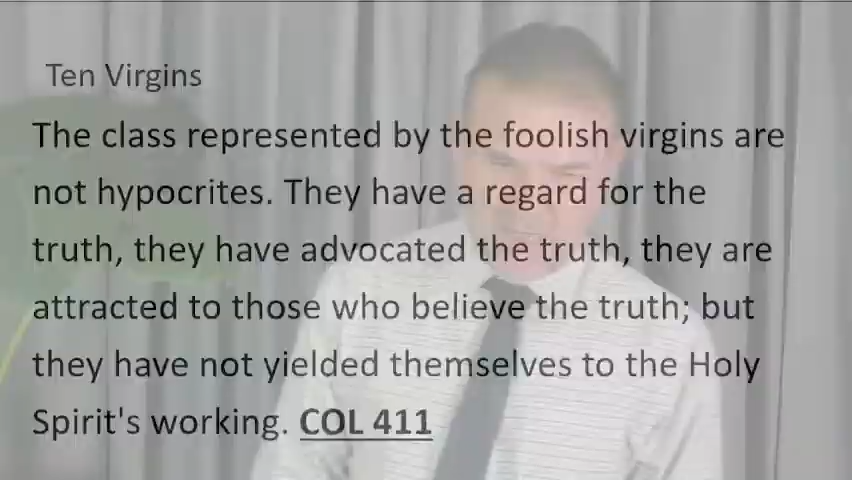 Ten Virgins
The class represented by the foolish virgins are
not hypocrites. They have a regard for the
truth, they have advocated the truth, they are
attracted to those who believe the truth; but
they have not yielded themselves to the Holy
Spirit's working. COL 411